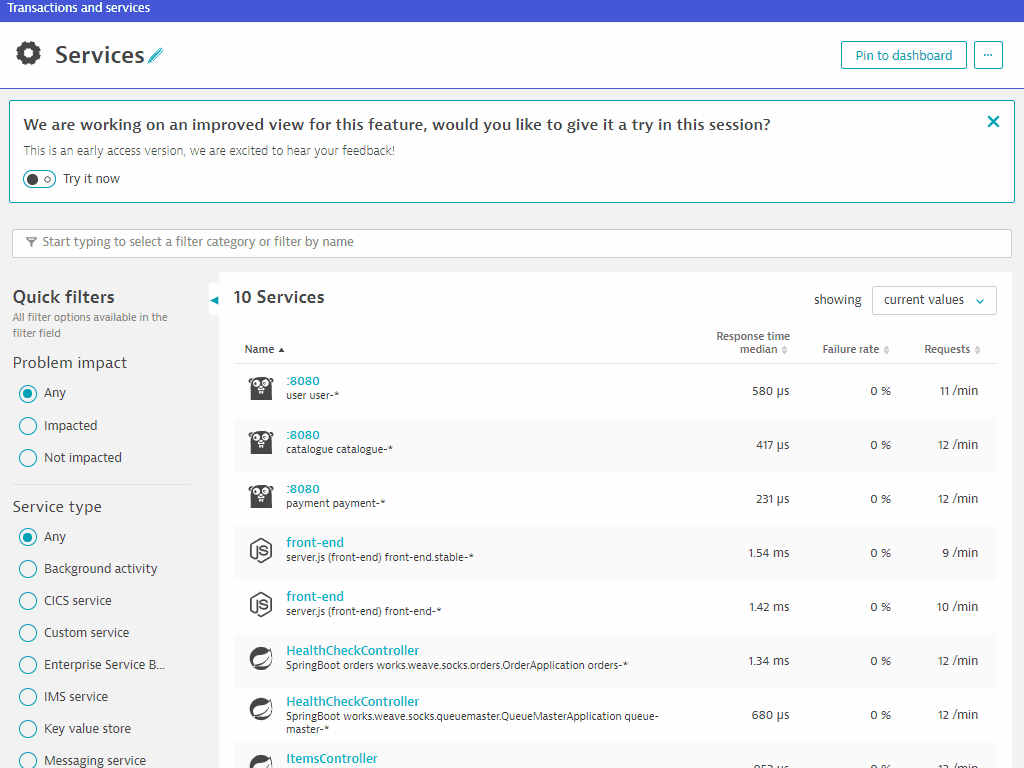 Transactions and services
Services
Pin to dashboard
...
We are working on an improved view for this feature, would you like to give it a try in this session?
This is an early access version, we are excited to hear your feedback!
Try it now
Start typing to select a filter category or filter by name
Quick filters
All filter options available in the
filter field
Problem impact
Any
Impacted
Not impacted
Service type
Any
Background activity
CICS service
Custom service
Enterprise Service B...
IMS service
Key value store
Messaging service
10 Services
showing
current values
Name
Response time
median
Failure rate
Requests
:8080
user user-*
580 µs
0 %
11 /min
:8080
catalogue catalogue-*
417 µs
0 %
12 /min
:8080
payment payment-*
231 µs
0 %
12 /min
front-end
server.js (front-end) front-end.stable-*
1.54 ms
0 %
9 /min
front-end
server.js (front-end) front-end-*
1.42 ms
0 %
10 /min
HealthCheckController
SpringBoot orders works.weave.socks.orders.OrderApplication orders-*
1.34 ms
0 %
12 /min
HealthCheckController
SpringBoot works.weave.socks.queuemaster.QueueMasterApplication queue-
master-*
680 µs
0 %
12 /min
ItemsController